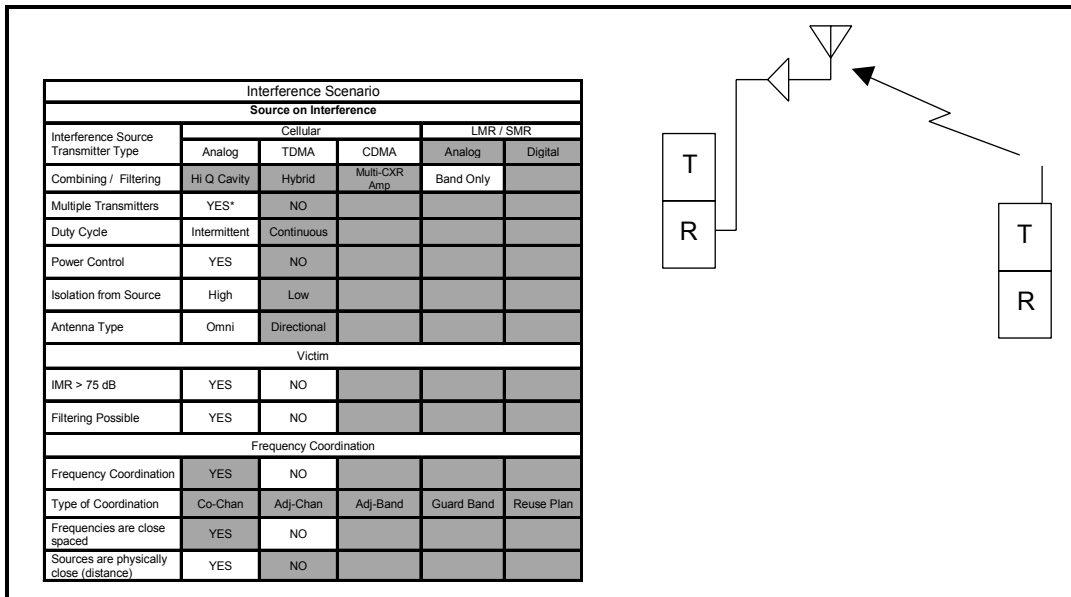 Interference Scenario
Source on Interference
Interference Source
Transmitter Type
Cellular
LMR / SMR
Analog TDMA CDMA Analog Digital
Combining / Filtering Hi Q Cavity Hybrid Multi-CXR
Amp Band Only
Multiple Transmitters YES* NO
Duty Cycle Intermittent Continuous
Power Control YES NO
Isolation from Source High Low
Antenna Type Omni Directional
Victim
IMR > 75 dB YES NO
Filtering Possible YES NO
Frequency Coordination
Frequency Coordination YES NO
Type of Coordination Co-Chan Adj-Chan Adj-Band Guard Band Reuse Plan
Frequencies are close
spaced YES NO
Sources are physically
close (distance) YES NO
T
R
T
R